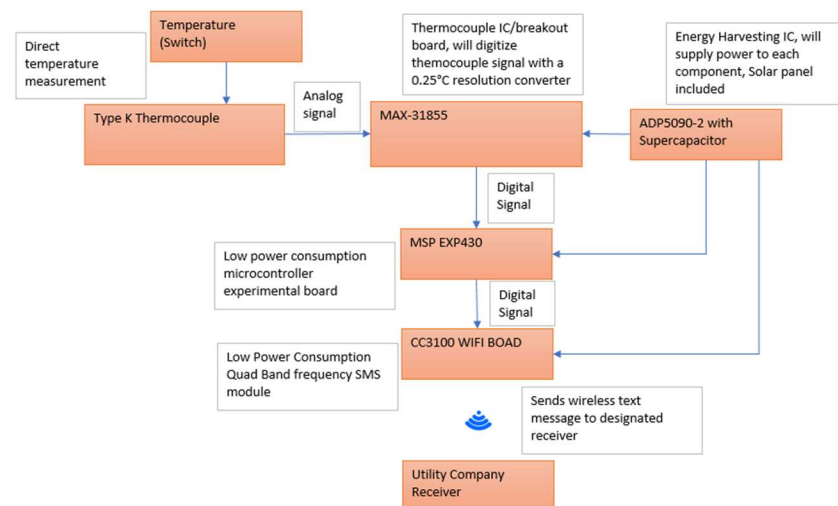 Temperature
(Switch)
Direct
temperature
measurement
Thermocouple IC/breakout
board, will digitize
themocouple signal with a
0.25°C resolution converter
Energy Harvesting IC, will
supply power to each
component, Solar panel
included
Type K Thermocouple
Analog
signal
MAX-31855
ADP5090-2 with
Supercapacitor
Digital
Signal
MSP EXP430
Low power consumption
microcontroller
experimental board
Digital
Signal
CC3100 WIFI BOAD
Low Power Consumption
Quad Band frequency SMS
module
Sends wireless text
message to designated
receiver
Utility Company
Receiver